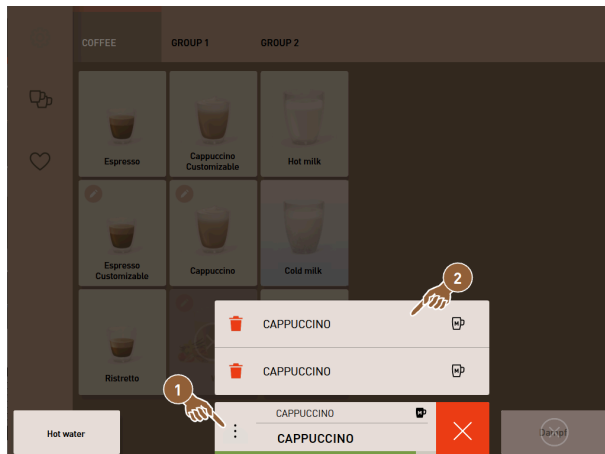 COFFEE GROUP 1 GROUP 2
Espresso
Cappuccino
Customizable
Hot milk
Espresso
Customizable
Cappuccino
Cold milk
2
CAPPUCCINO M
CAPPUCCINO M
Ristretto
1
CAPPUCCINO M
CAPPUCCINO
Hot water
Dampf